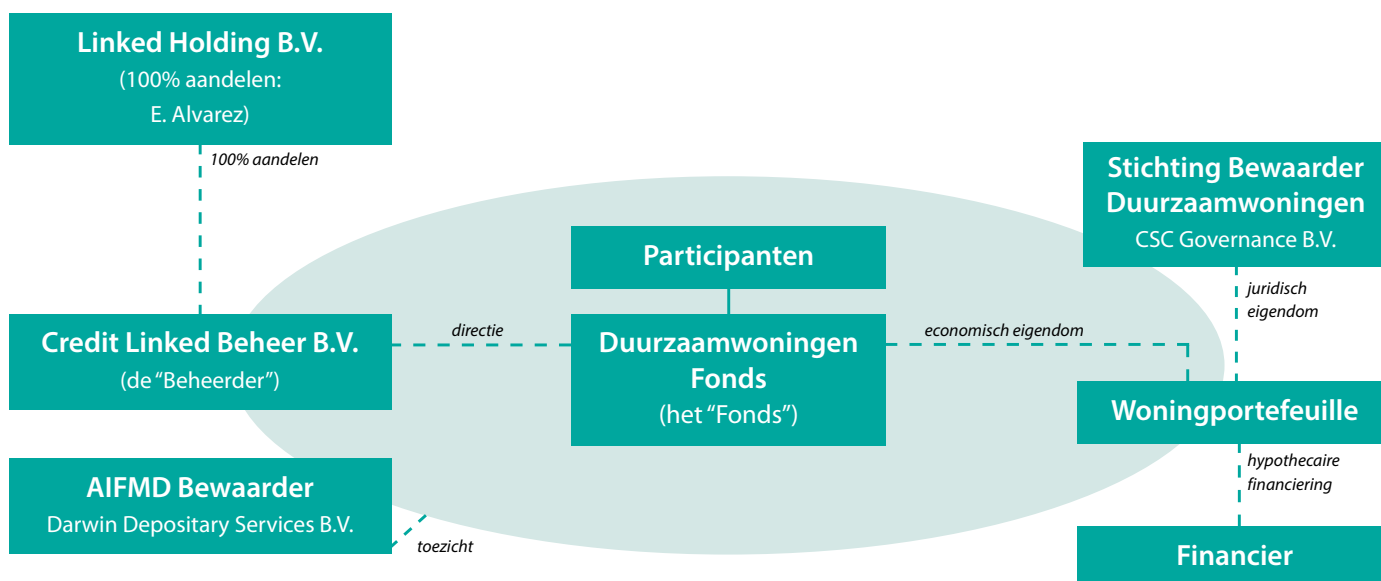 Linked Holding B.V.
(100% aandelen:
E. Alvarez)
100% aandelen
Stichting Bewaarder
Duurzaamwoningen
CSC Governance B.V.
juridisch
eigendom
Participanten
Credit Linked Beheer B.V.
(de “Beheerder”)
directie
Duurzaamwoningen
Fonds
(het “Fonds”)
economisch eigendom
Woningportefeuille
hypothecaire
financiering
AIFMD Bewaarder
Darwin Depositary Services B.V.
toezicht
Financier